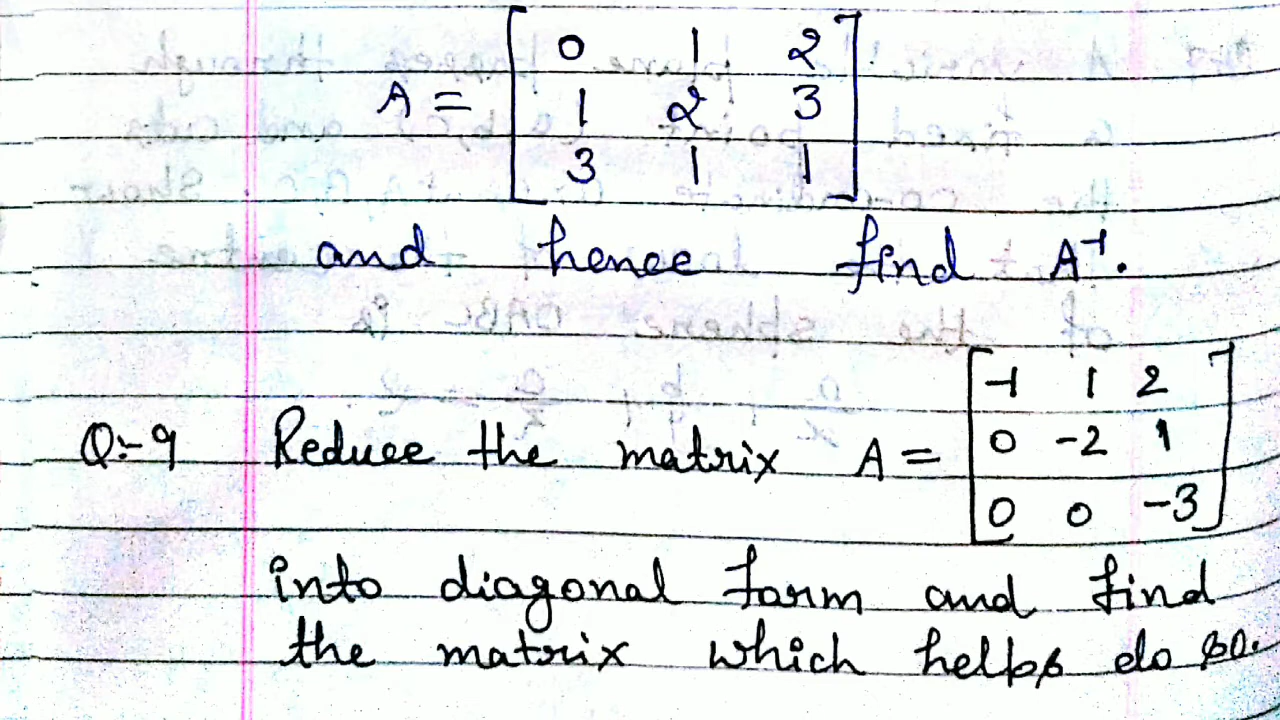 A = [ 0 1 2
1 2 3
3 1 1 ]
and hence find A⁻¹.
Q:-9 Reduce the matrix A = [ -1 1 2
0 -2 1
0 0 -3 ]
into diagonal form and find
the matrix which helps do so.